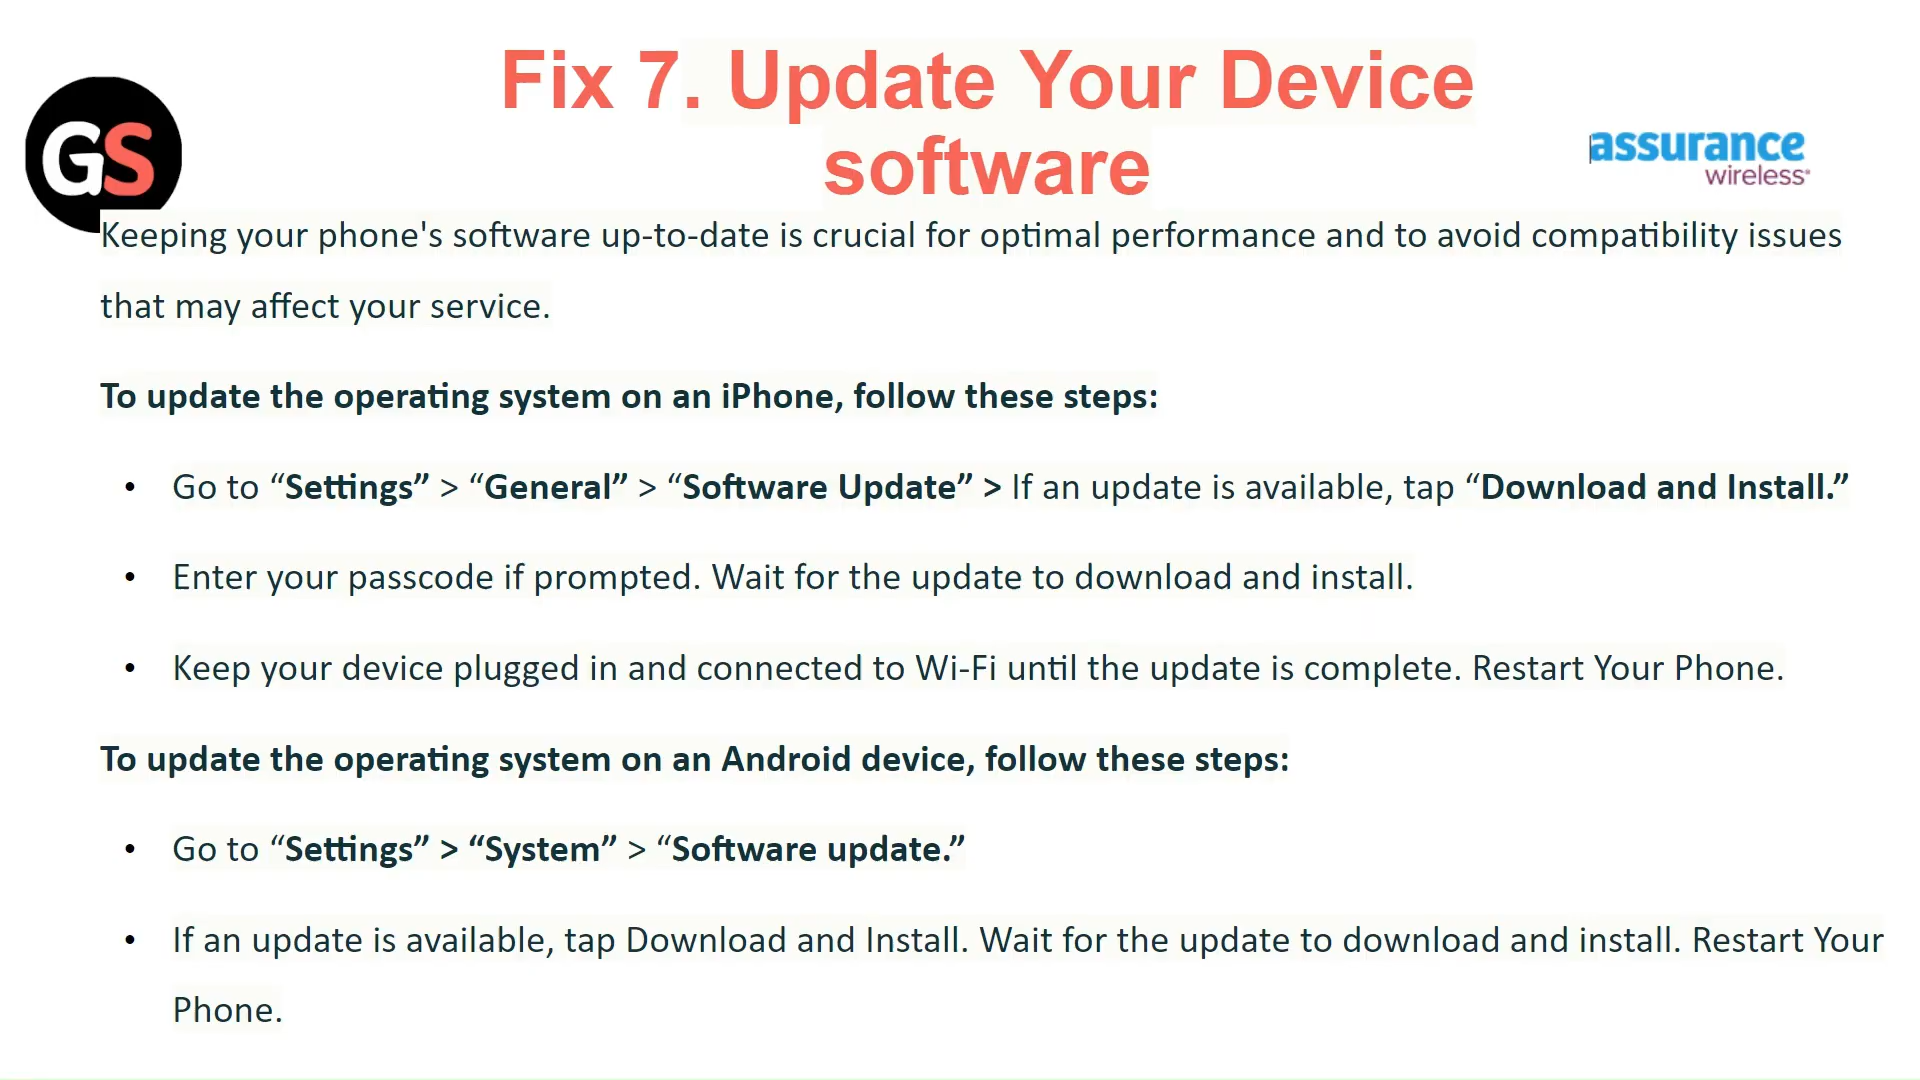 Fix 7. Update Your Device
software
GS
assurance
wireless®
Keeping your phone's software up-to-date is crucial for optimal performance and to avoid compatibility issues
that may affect your service.
To update the operating system on an iPhone, follow these steps:
• Go to “Settings” > “General” > “Software Update” > If an update is available, tap “Download and Install.”
• Enter your passcode if prompted. Wait for the update to download and install.
• Keep your device plugged in and connected to Wi-Fi until the update is complete. Restart Your Phone.
To update the operating system on an Android device, follow these steps:
• Go to “Settings” > “System” > “Software update.”
• If an update is available, tap Download and Install. Wait for the update to download and install. Restart Your
Phone.